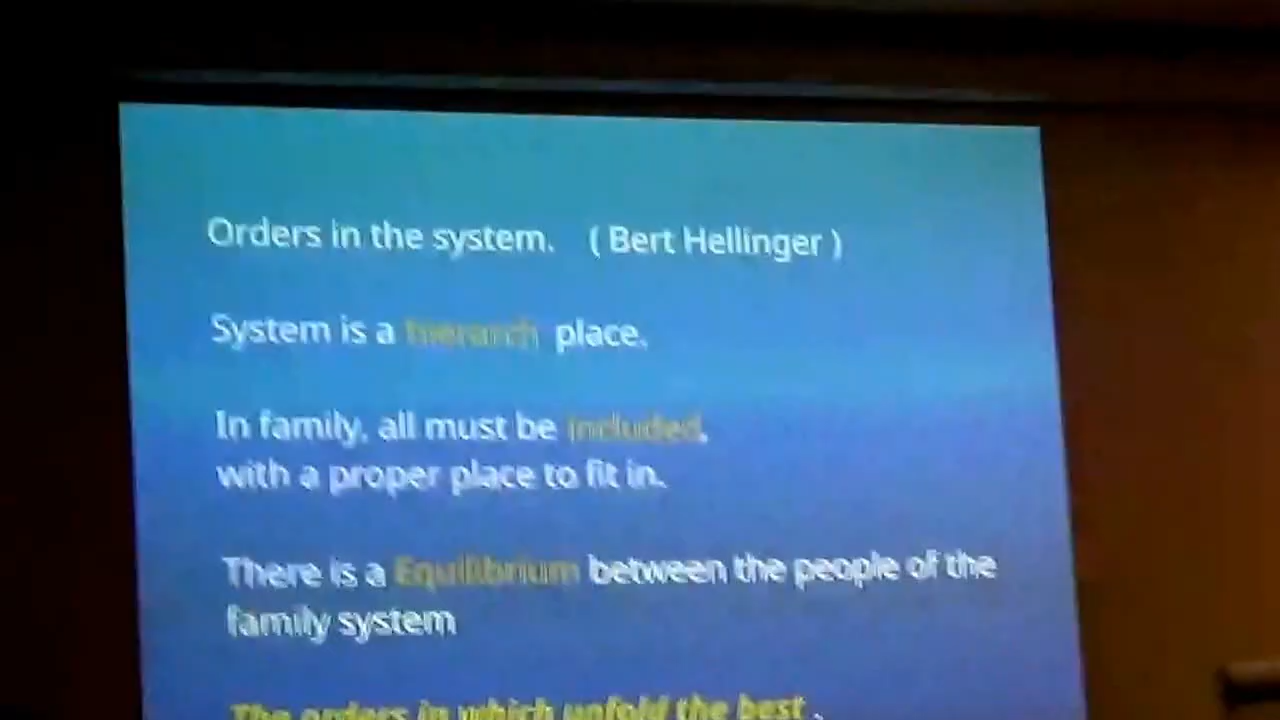 Orders in the system. ( Bert Hellinger )
System is a hierarch place.
In family, all must be included,
with a proper place to fit in.
There is a Equilibrium between the people of the
family system
The orders in which unfold the best .